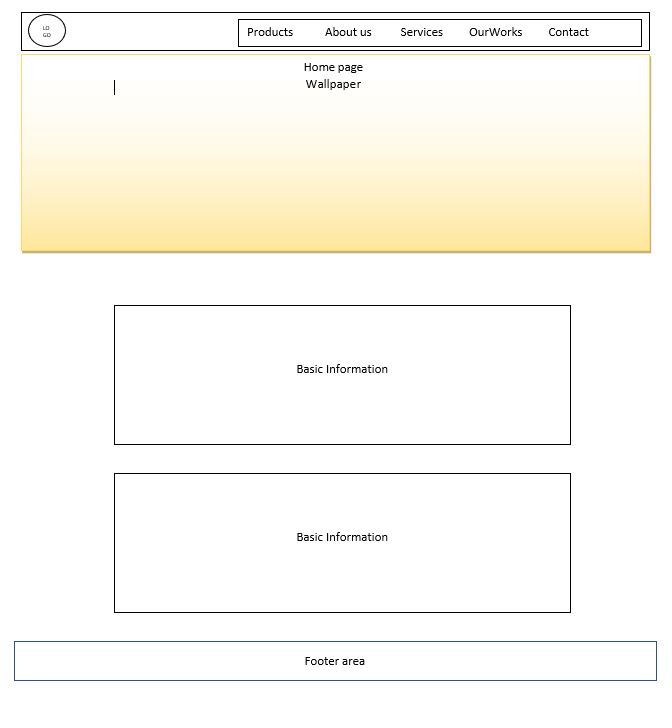 LO
GO
Products About us Services OurWorks Contact
Home page
Wallpaper
Basic Information
Basic Information
Footer area